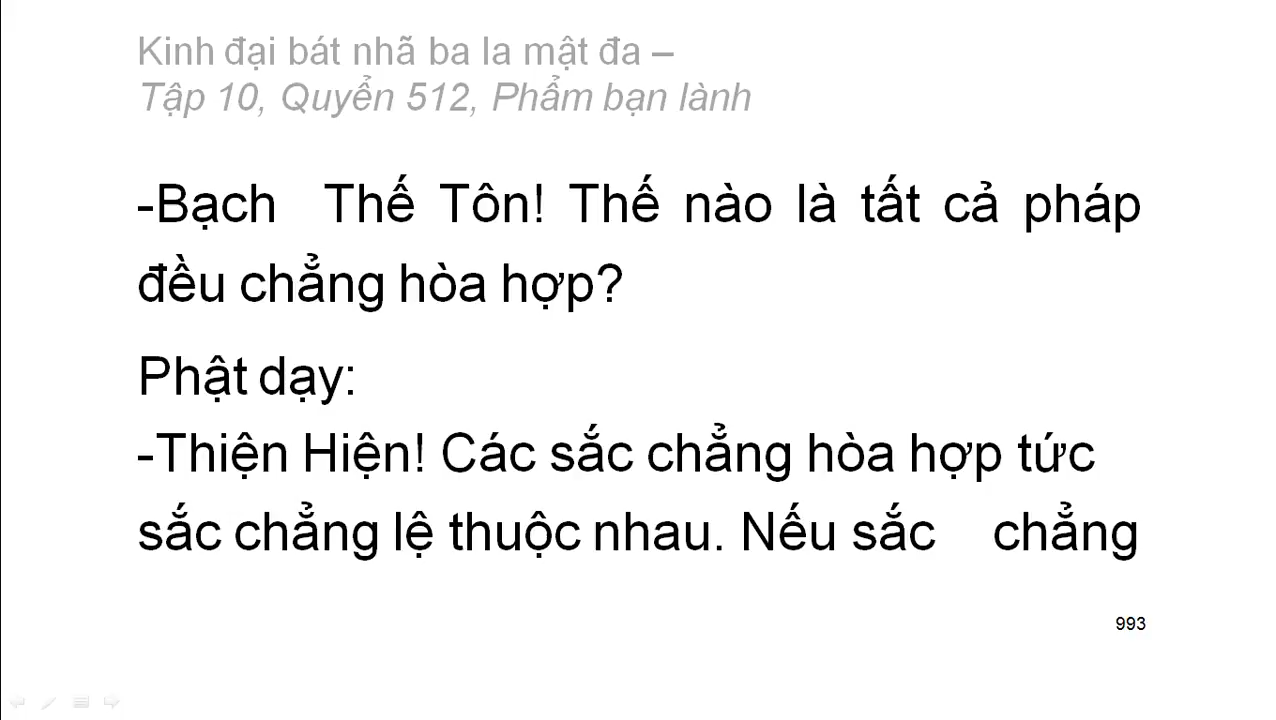 Kinh đại bát nhã ba la mật đa –
Tập 10, Quyển 512, Phẩm bạn lành
-Bạch Thế Tôn! Thế nào là tất cả pháp
đều chẳng hòa hợp?
Phật dạy:
-Thiện Hiện! Các sắc chẳng hòa hợp tức
sắc chẳng lệ thuộc nhau. Nếu sắc chẳng
993